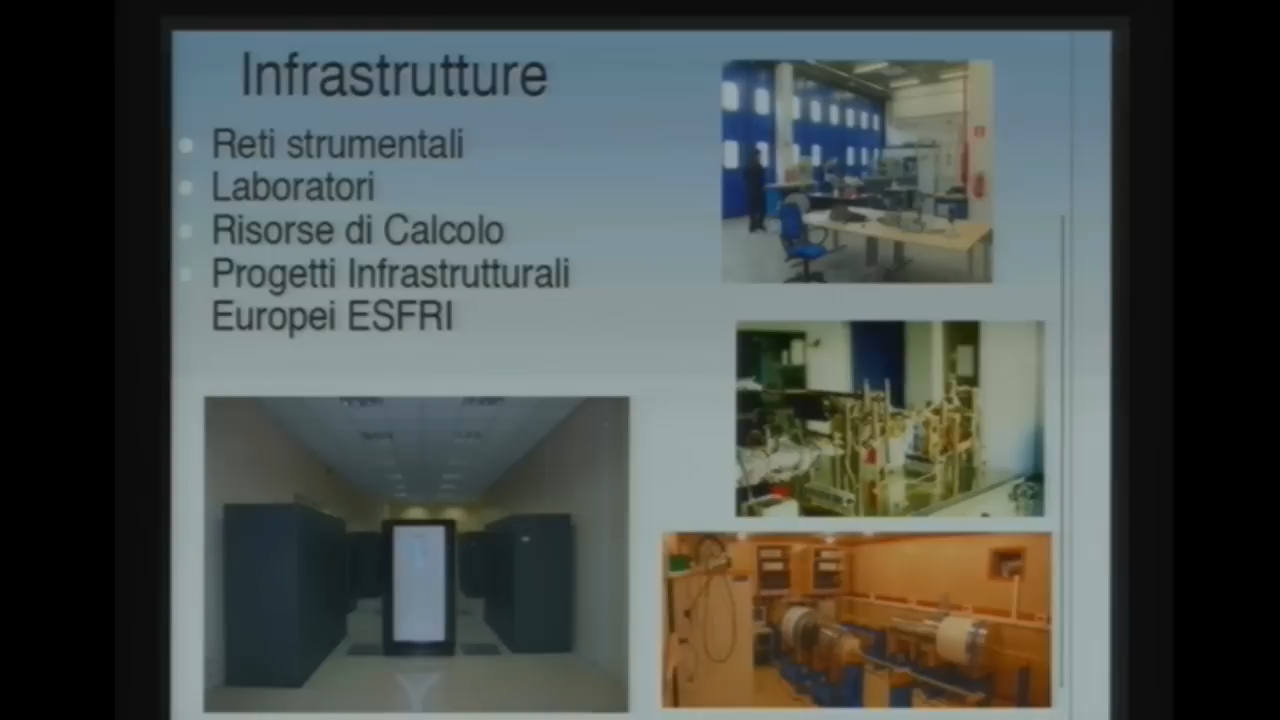 Infrastrutture
Reti strumentali
Laboratori
Risorse di Calcolo
Progetti Infrastrutturali
Europei ESFRI